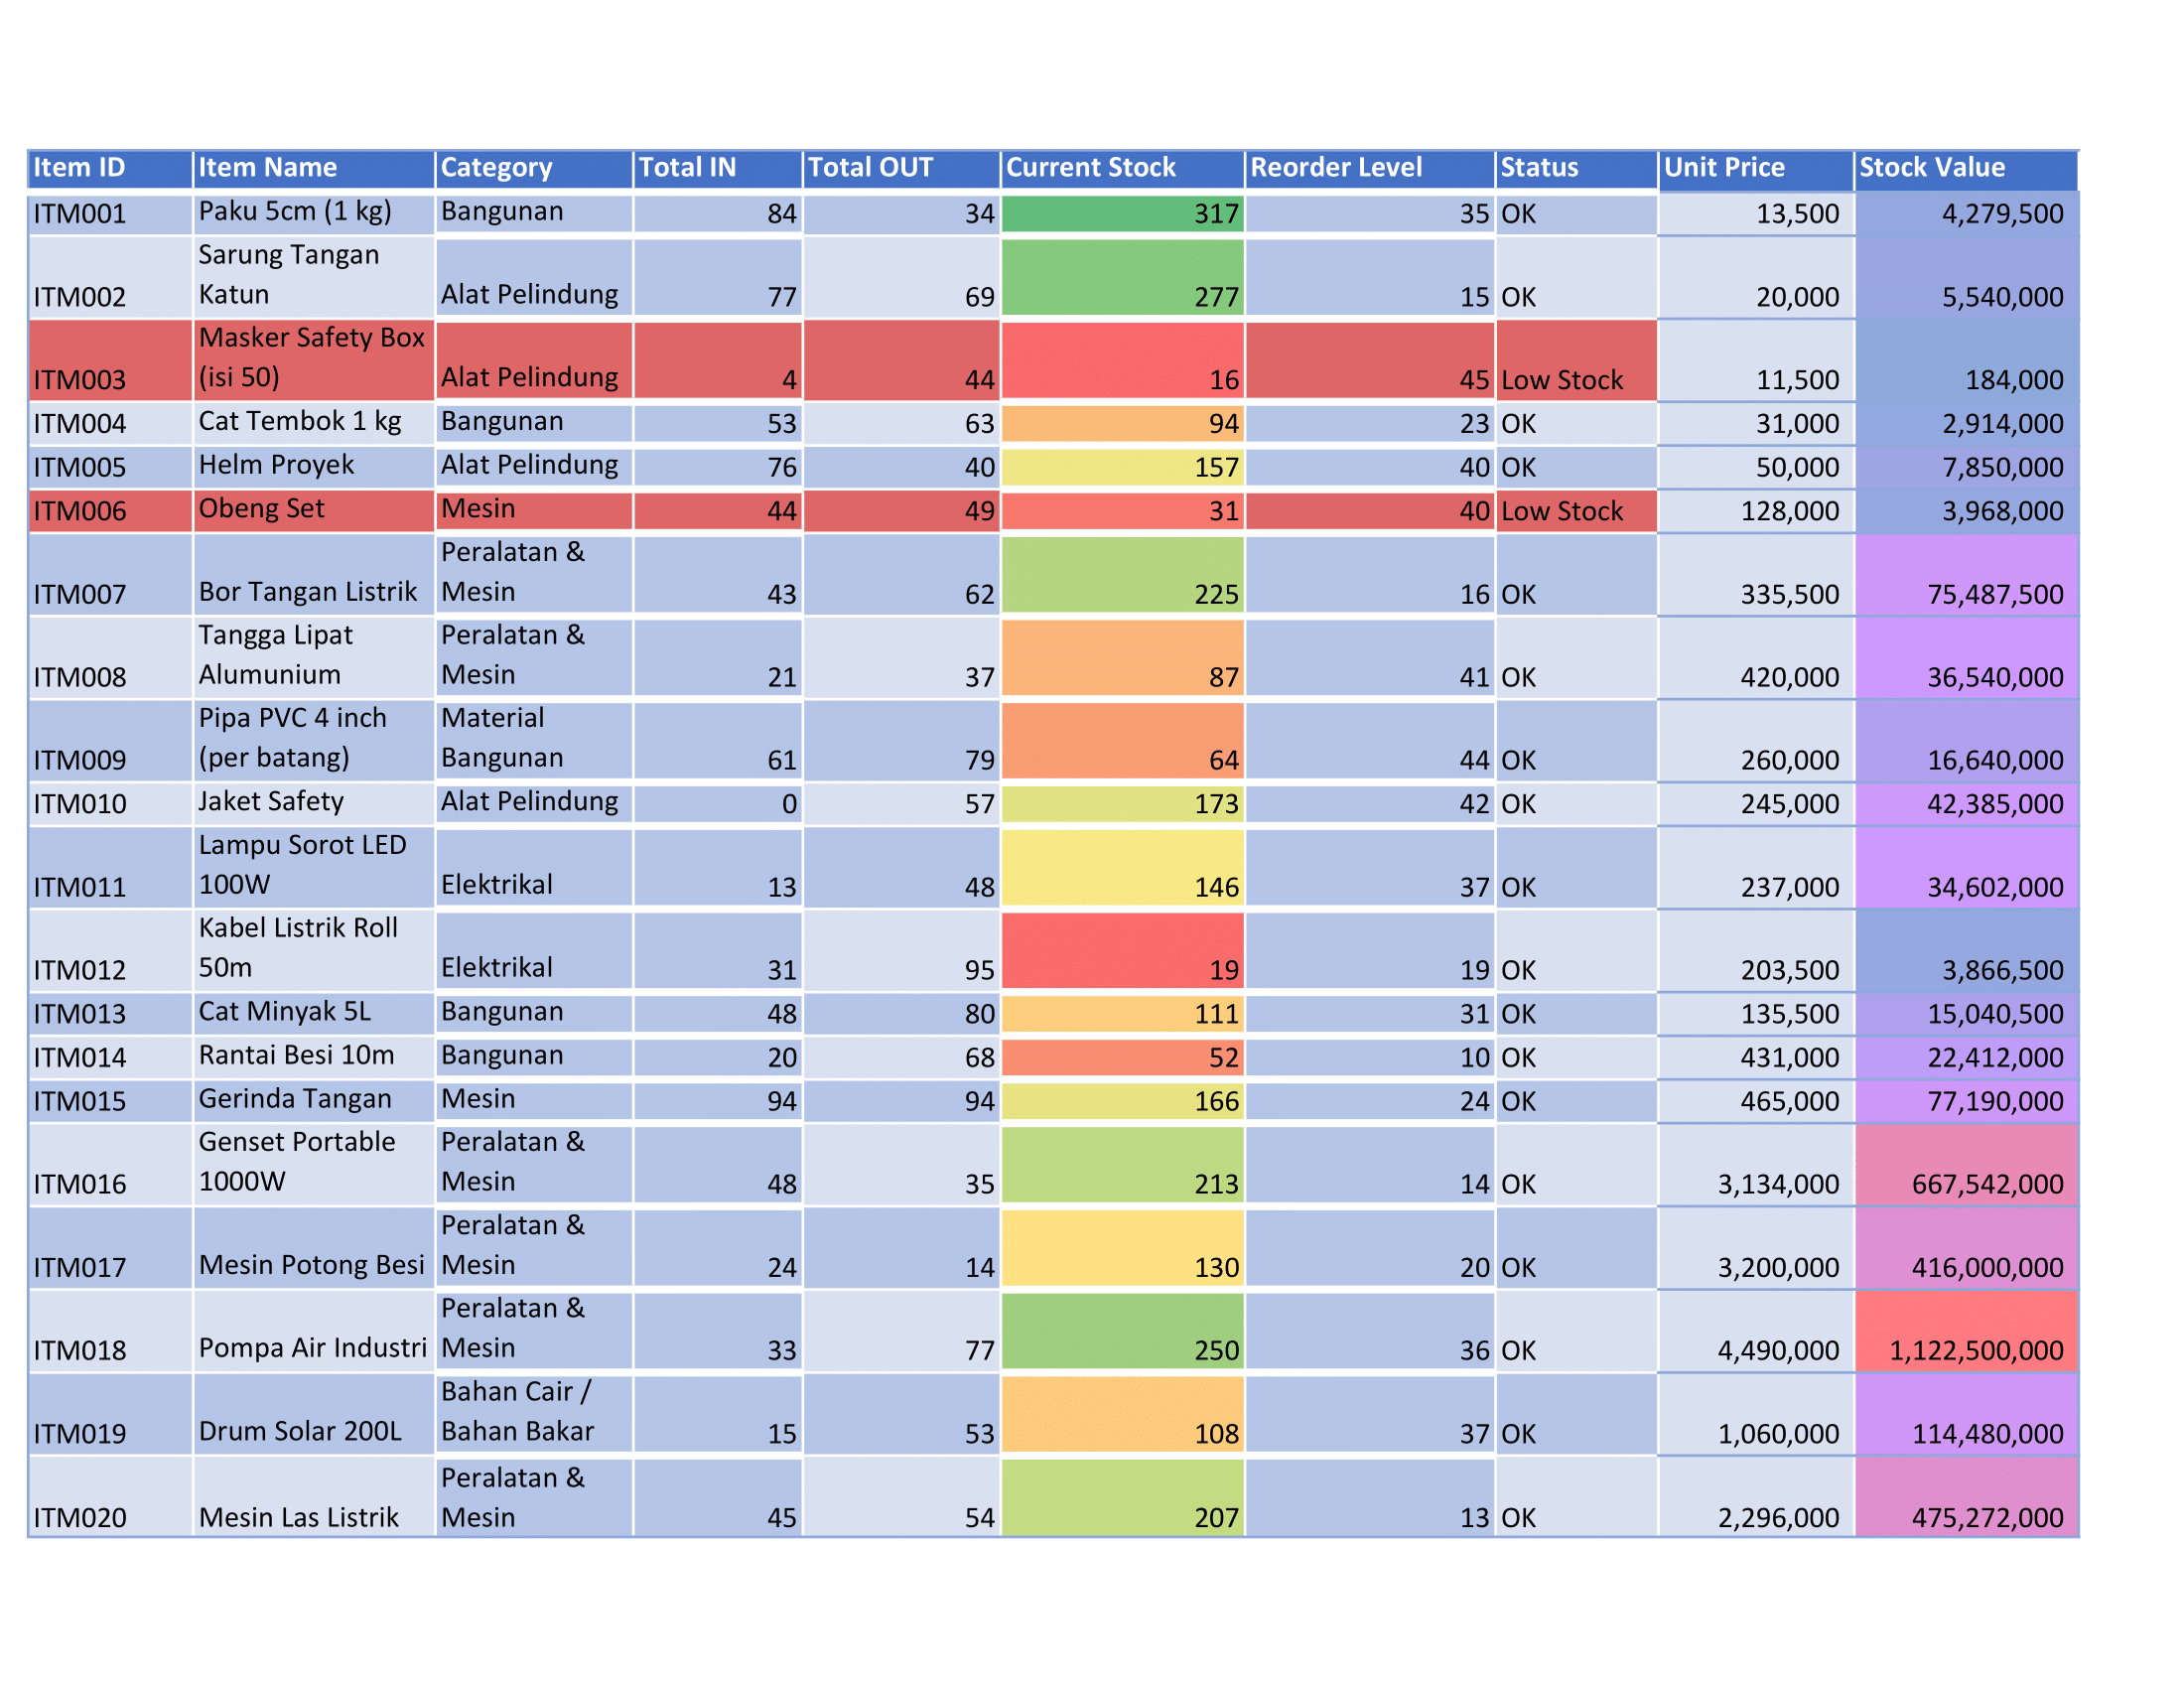 Item ID Item Name Category Total IN Total OUT Current Stock Reorder Level Status Unit Price Stock Value
ITM001 Paku 5cm (1 kg) Bangunan 84 34 317 35 OK 13,500 4,279,500
Sarung Tangan
ITM002 Katun Alat Pelindung 77 69 277 15 OK 20,000 5,540,000
Masker Safety Box
ITM003 (isi 50) Alat Pelindung 4 44 16 45 Low Stock 11,500 184,000
ITM004 Cat Tembok 1 kg Bangunan 53 63 94 23 OK 31,000 2,914,000
ITM005 Helm Proyek Alat Pelindung 76 40 157 40 OK 50,000 7,850,000
ITM006 Obeng Set Mesin 44 49 31 40 Low Stock 128,000 3,968,000
Peralatan &
ITM007 Bor Tangan Listrik Mesin 43 62 225 16 OK 335,500 75,487,500
Tangga Lipat Peralatan &
ITM008 Alumunium Mesin 21 37 87 41 OK 420,000 36,540,000
Pipa PVC 4 inch Material
ITM009 (per batang) Bangunan 61 79 64 44 OK 260,000 16,640,000
ITM010 Jaket Safety Alat Pelindung 0 57 173 42 OK 245,000 42,385,000
Lampu Sorot LED
ITM011 100W Elektrikal 13 48 146 37 OK 237,000 34,602,000
Kabel Listrik Roll
ITM012 50m Elektrikal 31 95 19 19 OK 203,500 3,866,500
ITM013 Cat Minyak 5L Bangunan 48 80 111 31 OK 135,500 15,040,500
ITM014 Rantai Besi 10m Bangunan 20 68 52 10 OK 431,000 22,412,000
ITM015 Gerinda Tangan Mesin 94 94 166 24 OK 465,000 77,190,000
Genset Portable Peralatan &
ITM016 1000W Mesin 48 35 213 14 OK 3,134,000 667,542,000
Peralatan &
ITM017 Mesin Potong Besi Mesin 24 14 130 20 OK 3,200,000 416,000,000
Peralatan &
ITM018 Pompa Air Industri Mesin 33 77 250 36 OK 4,490,000 1,122,500,000
Bahan Cair /
ITM019 Drum Solar 200L Bahan Bakar 15 53 108 37 OK 1,060,000 114,480,000
Peralatan &
ITM020 Mesin Las Listrik Mesin 45 54 207 13 OK 2,296,000 475,272,000